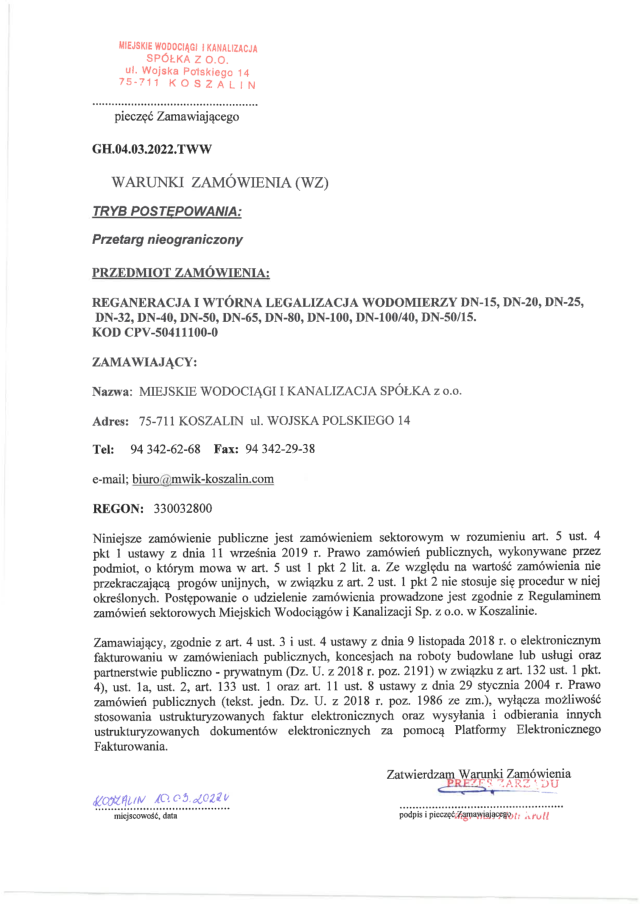 MIEJSKIE WODOCIĄGI I KANALIZACJA
SPÓŁKA Z O.O.
ul. Wojska Polskiego 14
75-711 KOSZALIN
pieczęć Zamawiającego
GH.04.03.2022.TWW
WARUNKI ZAMÓWIENIA (WZ)
TRYB POSTĘPOWANIA:
Przetarg nieograniczony
PRZEDMIOT ZAMÓWIENIA:
REGANERACJA I WTÓRNA LEGALIZACJA WODOMIERZY DN-15, DN-20, DN-25,
DN-32, DN-40, DN-50, DN-65, DN-80, DN-100, DN-100/40, DN-50/15.
KOD CPV-50411100-0
ZAMAWIAJĄCY:
Nazwa: MIEJSKIE WODOCIĄGI I KANALIZACJA SPÓŁKA z o.o.
Adres: 75-711 KOSZALIN ul. WOJSKA POLSKIEGO 14
Tel: 94 342-62-68 Fax: 94 342-29-38
e-mail; biuro@mwik-koszalin.com
REGON: 330032800
Niniejsze zamówienie publiczne jest zamówieniem sektorowym w rozumieniu art. 5 ust. 4
pkt 1 ustawy z dnia 11 września 2019 r. Prawo zamówień publicznych, wykonywane przez
podmiot, o którym mowa w art. 5 ust 1 pkt 2 lit. a. Ze względu na wartość zamówienia nie
przekraczającą progów unijnych, w związku z art. 2 ust. 1 pkt 2 nie stosuje się procedur w niej
określonych. Postępowanie o udzielenie zamówienia prowadzone jest zgodnie z Regulaminem
zamówień sektorowych Miejskich Wodociągów i Kanalizacji Sp. z o.o. w Koszalinie.
Zamawiający, zgodnie z art. 4 ust. 3 i ust. 4 ustawy z dnia 9 listopada 2018 r. o elektronicznym
fakturowaniu w zamówieniach publicznych, koncesjach na roboty budowlane lub usługi oraz
partnerstwie publiczno - prywatnym (Dz. U. z 2018 r. poz. 2191) w związku z art. 132 ust. 1 pkt.
4), ust. 1a, ust. 2, art. 133 ust. 1 oraz art. 11 ust. 8 ustawy z dnia 29 stycznia 2004 r. Prawo
zamówień publicznych (tekst. jedn. Dz. U. z 2018 r. poz. 1986 ze zm.), wyłącza możliwość
stosowania ustrukturyzowanych faktur elektronicznych oraz wysyłania i odbierania innych
ustrukturyzowanych dokumentów elektronicznych za pomocą Platformy Elektronicznego
Fakturowania.
Zatwierdzam Warunki Zamówienia
PREZES ZARZĄDU
KOSZALIN 10.03.2022r
miejscowość, data
podpis i pieczęć Zamawiającego